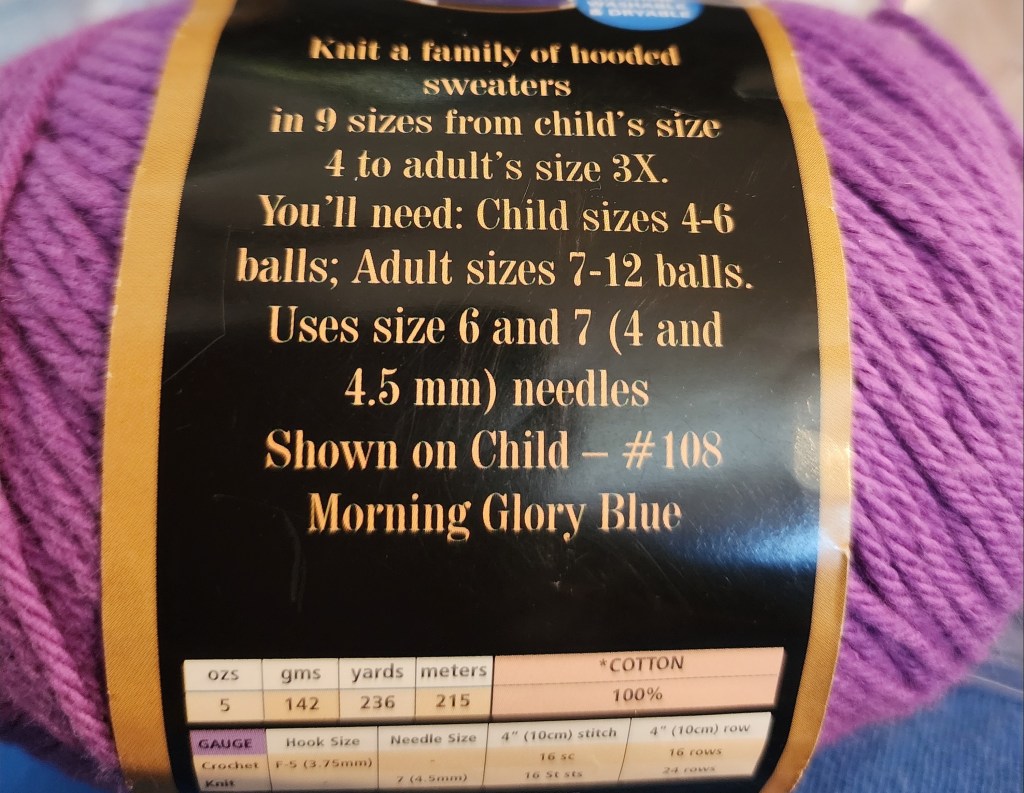 WASHABLE
& DRYABLE
Knit a family of hooded
sweaters
in 9 sizes from child's size
4 to adult's size 3X.
You'll need: Child sizes 4-6
balls; Adult sizes 7-12 balls.
Uses size 6 and 7 (4 and
4.5 mm) needles
Shown on Child – #108
Morning Glory Blue
ozs gms yards meters *COTTON
5 142 236 215 100%
GAUGE Hook Size Needle Size 4" (10cm) stitch 4" (10cm) row
Crochet F-5 (3.75mm) - 16 sc 16 rows
Knit - 7 (4.5mm) 16 St sts 24 rows